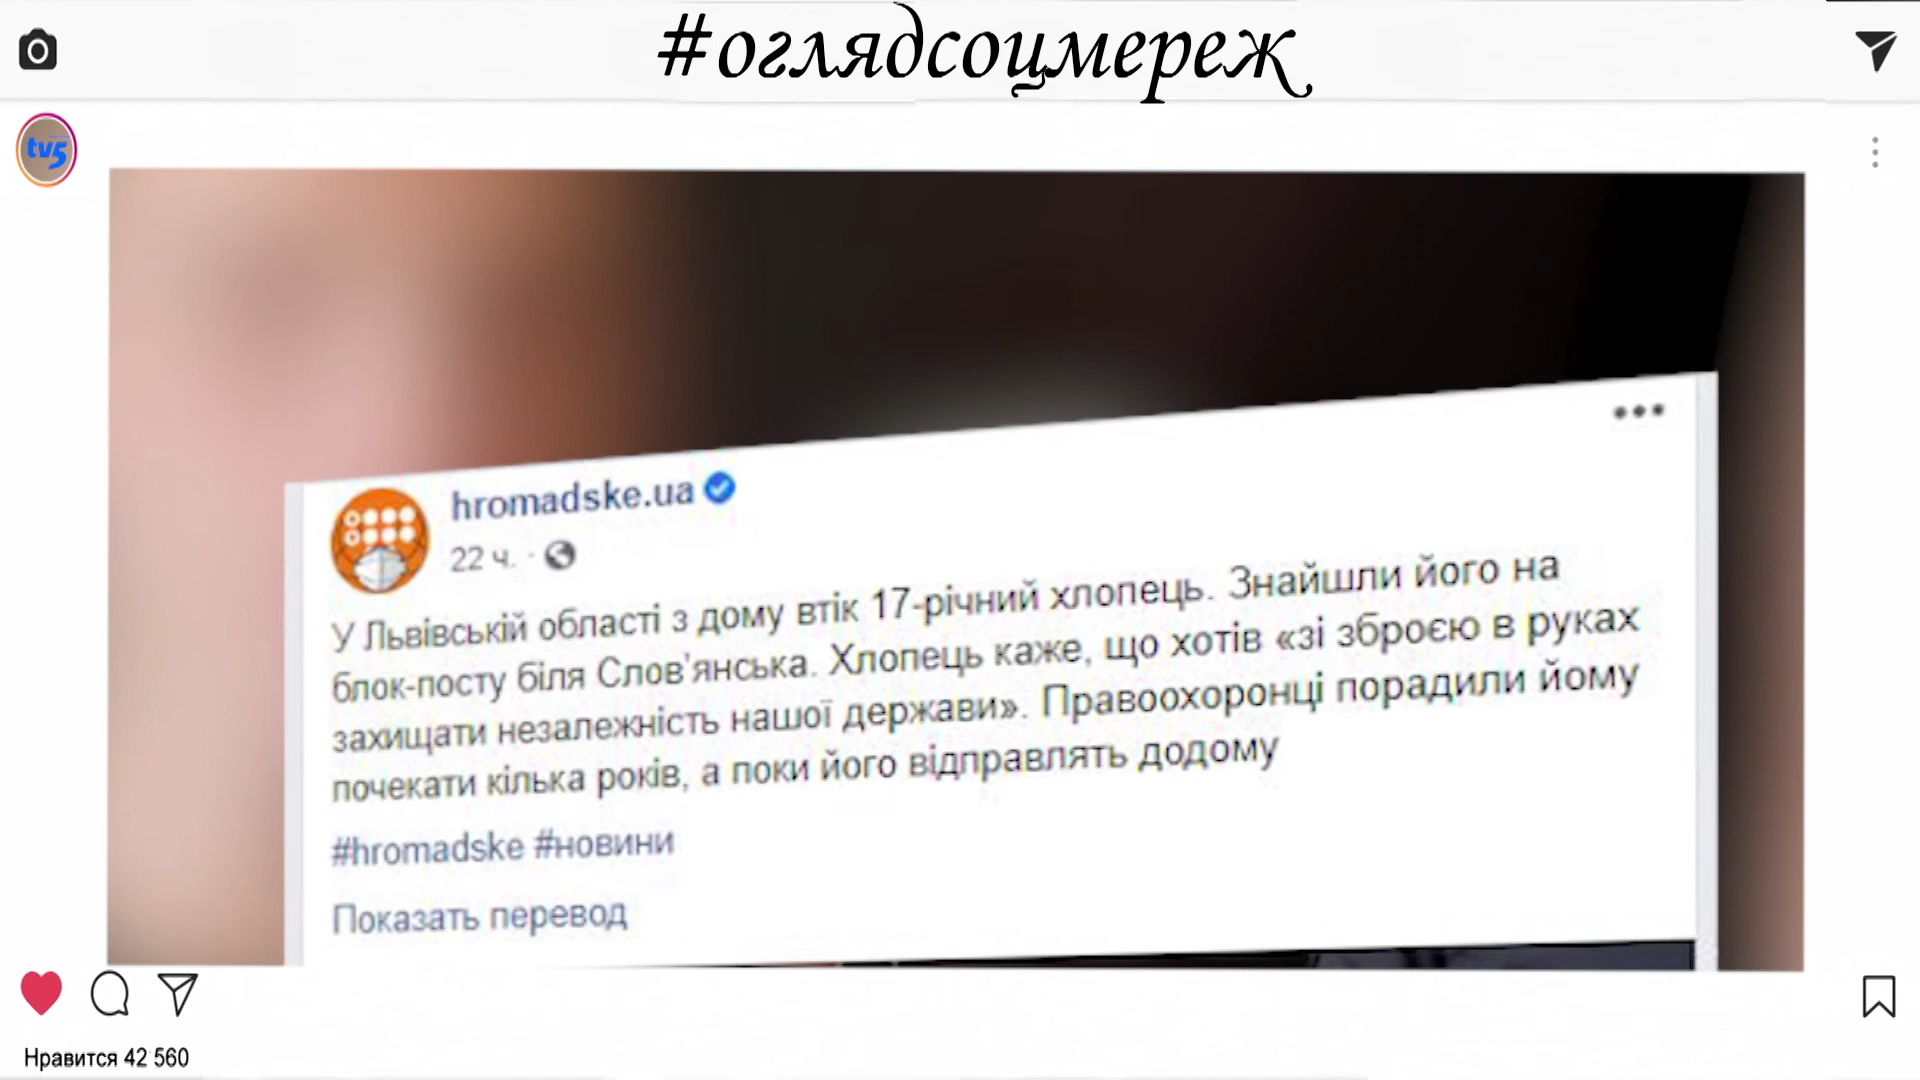 #оглядсоцмереж
tv5
hromadske.ua
22 ч. ·
У Львівській області з дому втік 17-річний хлопець. Знайшли його на
блок-посту біля Слов'янська. Хлопець каже, що хотів «зі зброєю в руках
захищати незалежність нашої держави». Правоохоронці порадили йому
почекати кілька років, а поки його відправлять додому
#hromadske #новини
Показать перевод
Нравится 42 560